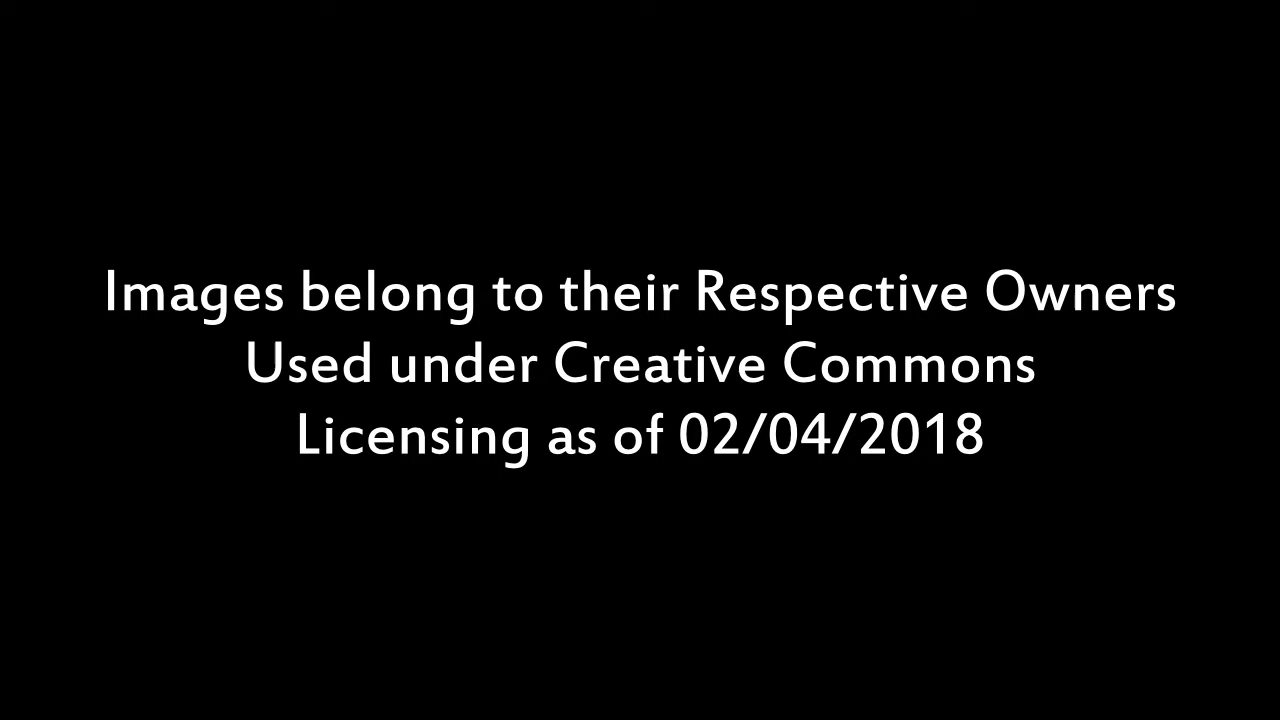 Images belong to their Respective Owners
Used under Creative Commons
Licensing as of 02/04/2018